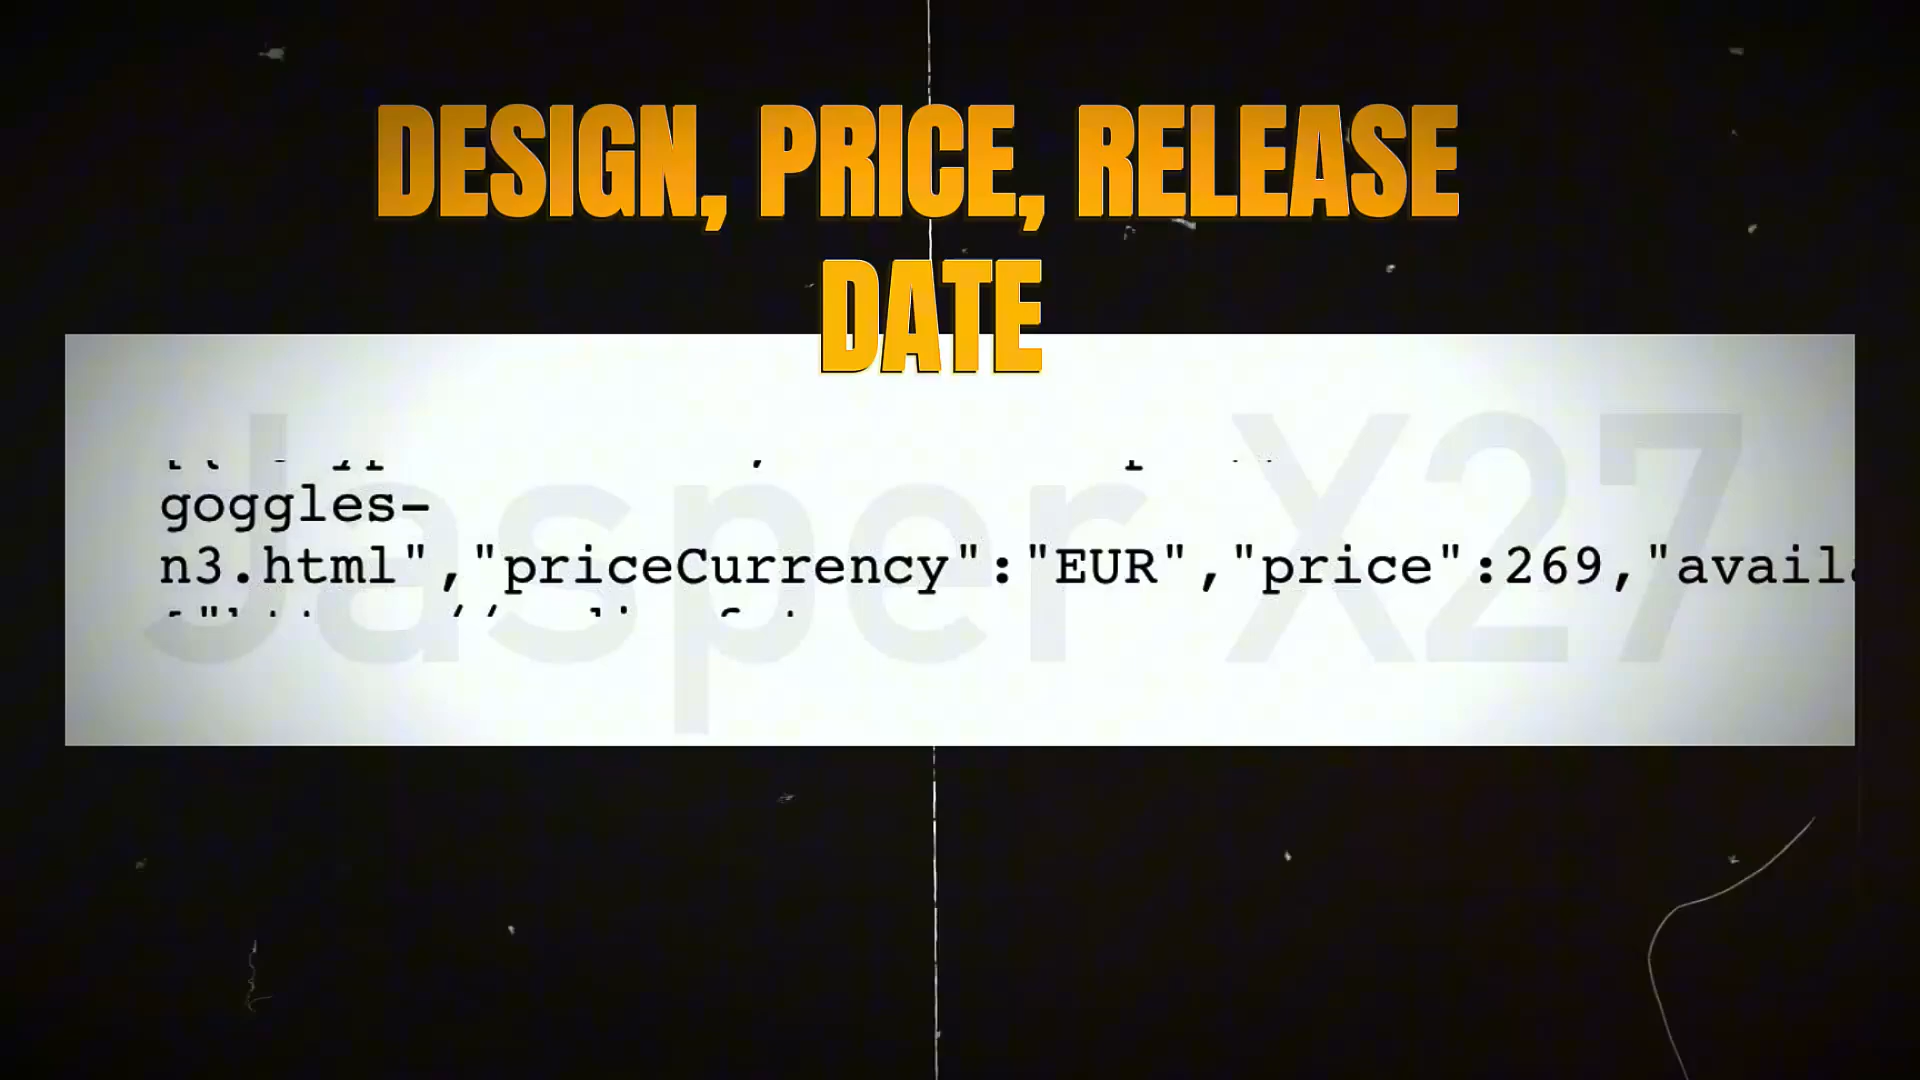 DESIGN, PRICE, RELEASE
DATE
Jasper X27
goggles-
n3.html","priceCurrency":"EUR","price":269,"avail